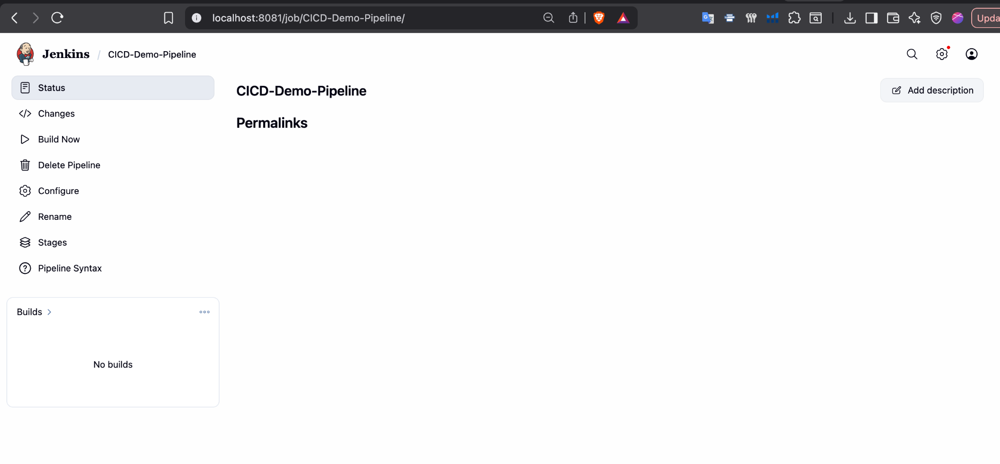 localhost:8081/job/CICD-Demo-Pipeline/
Upda
Jenkins / CICD-Demo-Pipeline
Status
Changes
Build Now
Delete Pipeline
Configure
Rename
Stages
Pipeline Syntax
Builds
No builds
CICD-Demo-Pipeline
Add description
Permalinks